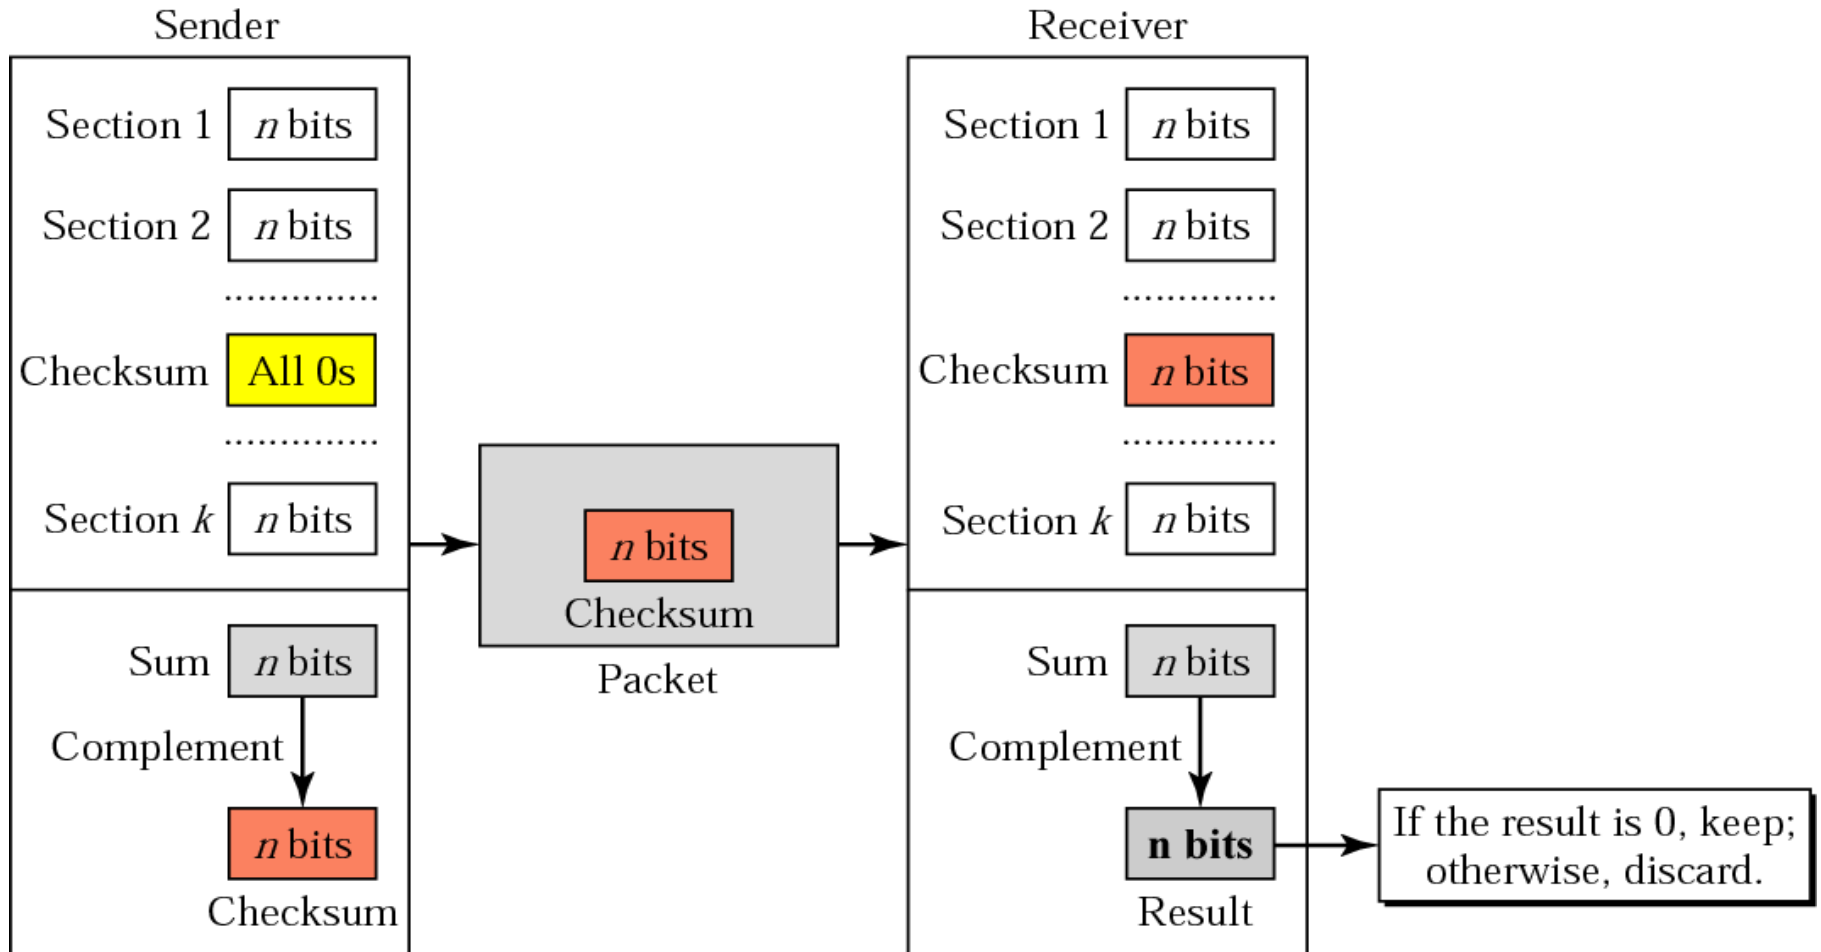 Sender
Section 1 n bits
Section 2 n bits
..............
Checksum All 0s
..............
Section k n bits
Sum n bits
Complement
n bits
Checksum
n bits
Checksum
Packet
Receiver
Section 1 n bits
Section 2 n bits
..............
Checksum n bits
..............
Section k n bits
Sum n bits
Complement
n bits
Result
If the result is 0, keep;
otherwise, discard.